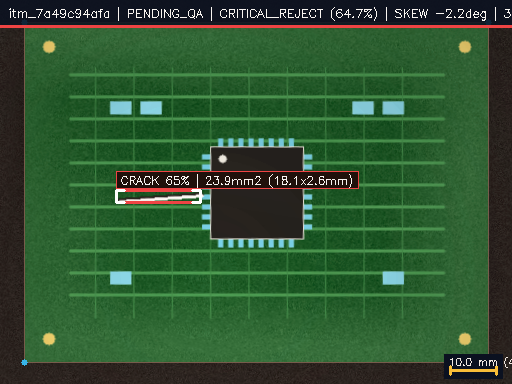 itm_7a49c94afa | PENDING_QA | CRITICAL_REJECT (64.7%) | SKEW -2.2deg | 3
CRACK 65% | 23.9mm2 (18.1x2.6mm)
10.0 mm (4